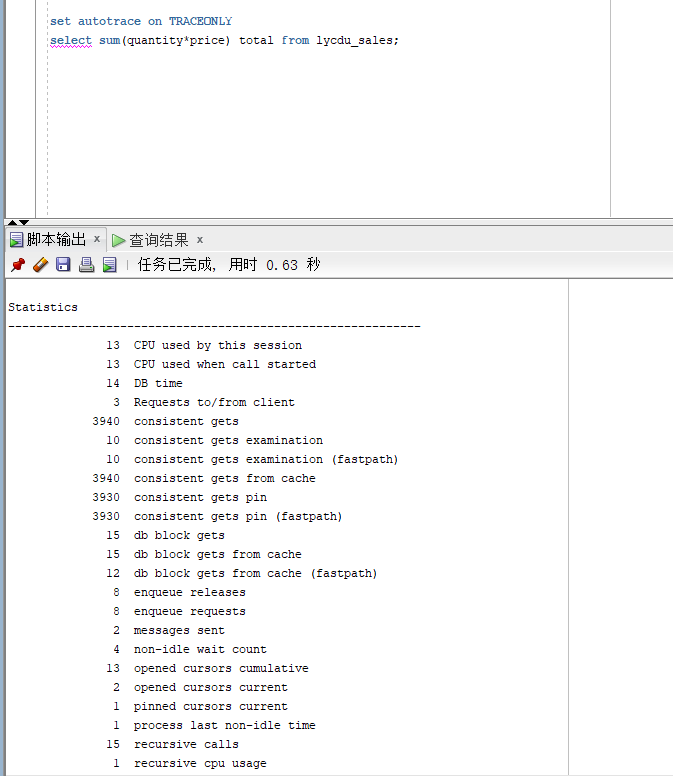 set autotrace on TRACEONLY
select sum(quantity*price) total from lycdu_sales;
脚本输出 x 查询结果 x
任务已完成, 用时 0.63 秒
Statistics
-----------------------------------------------------------
13 CPU used by this session
13 CPU used when call started
14 DB time
3 Requests to/from client
3940 consistent gets
10 consistent gets examination
10 consistent gets examination (fastpath)
3940 consistent gets from cache
3930 consistent gets pin
3930 consistent gets pin (fastpath)
15 db block gets
15 db block gets from cache
12 db block gets from cache (fastpath)
8 enqueue releases
8 enqueue requests
2 messages sent
4 non-idle wait count
13 opened cursors cumulative
2 opened cursors current
1 pinned cursors current
1 process last non-idle time
15 recursive calls
1 recursive cpu usage